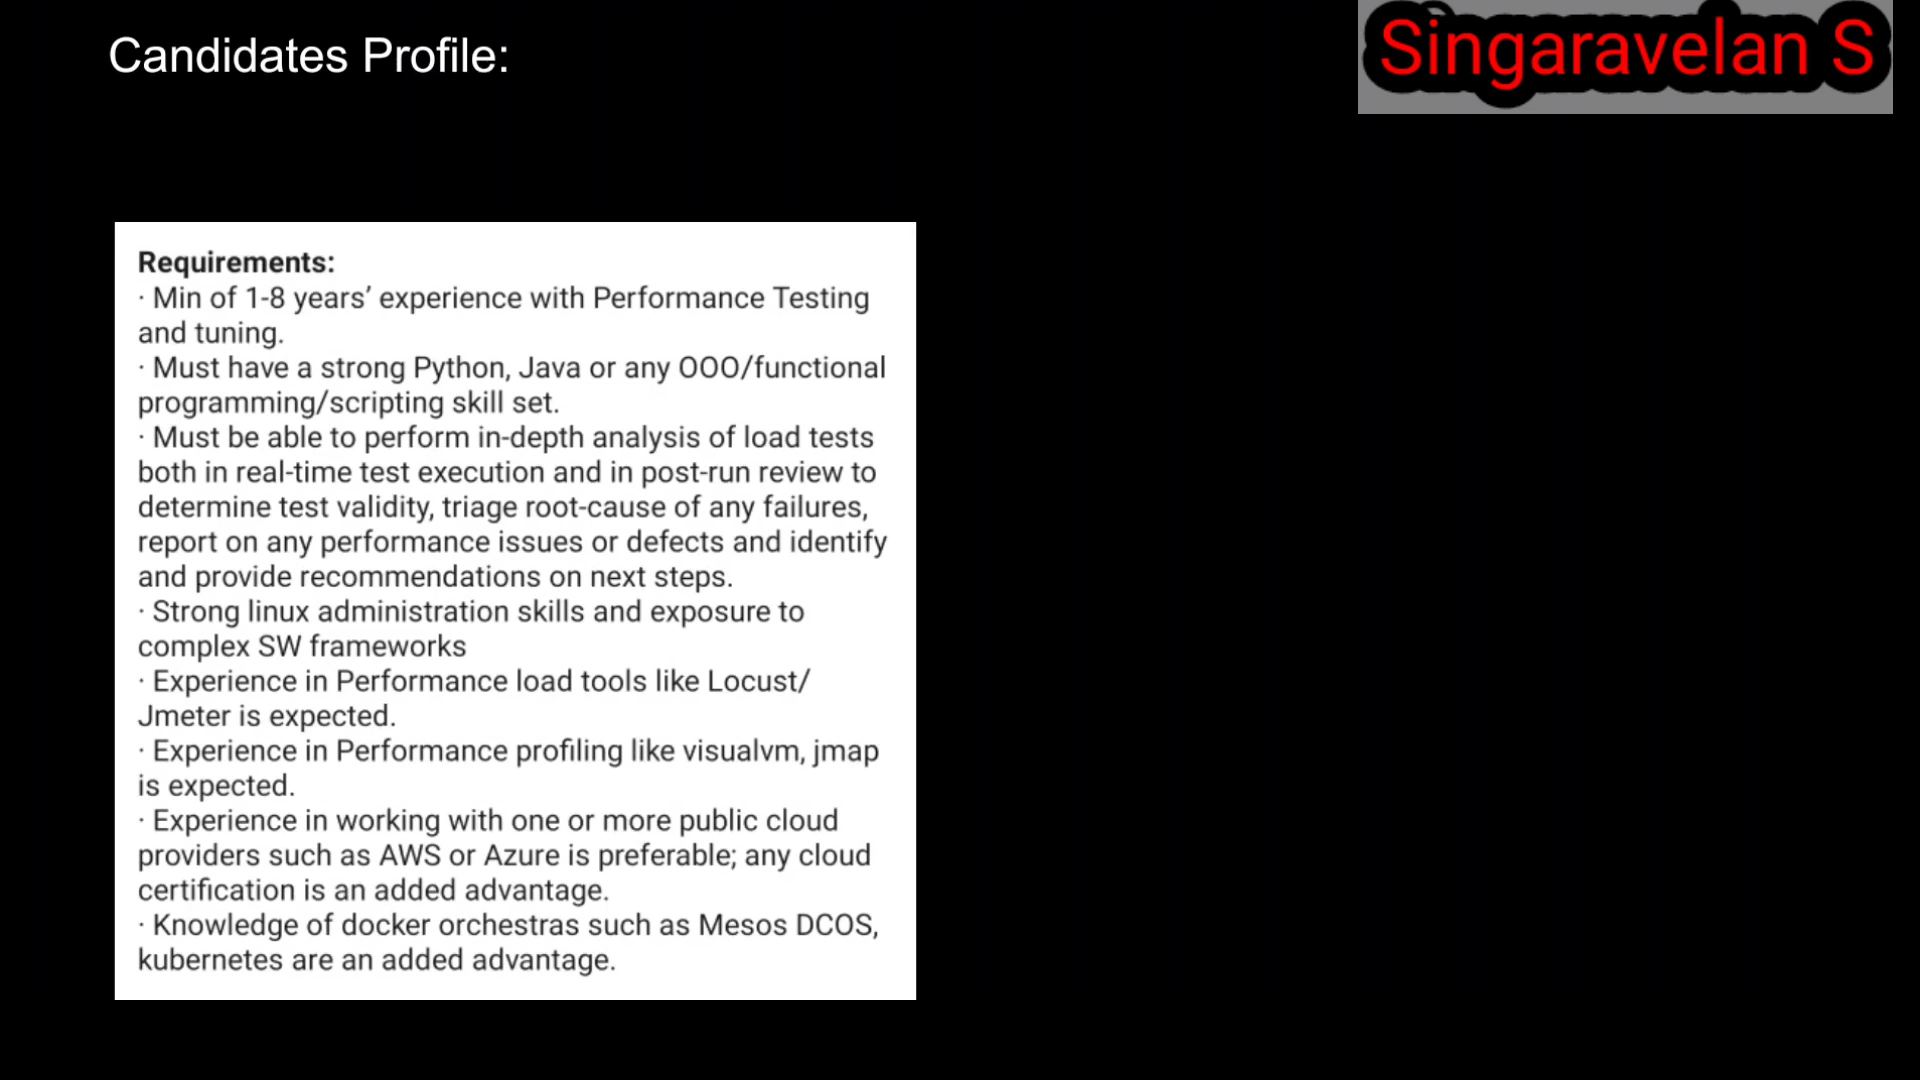 Candidates Profile:
Singaravelan S
Requirements:
· Min of 1-8 years’ experience with Performance Testing
and tuning.
· Must have a strong Python, Java or any OOO/functional
programming/scripting skill set.
· Must be able to perform in-depth analysis of load tests
both in real-time test execution and in post-run review to
determine test validity, triage root-cause of any failures,
report on any performance issues or defects and identify
and provide recommendations on next steps.
· Strong linux administration skills and exposure to
complex SW frameworks
· Experience in Performance load tools like Locust/
Jmeter is expected.
· Experience in Performance profiling like visualvm, jmap
is expected.
· Experience in working with one or more public cloud
providers such as AWS or Azure is preferable; any cloud
certification is an added advantage.
· Knowledge of docker orchestras such as Mesos DCOS,
kubernetes are an added advantage.